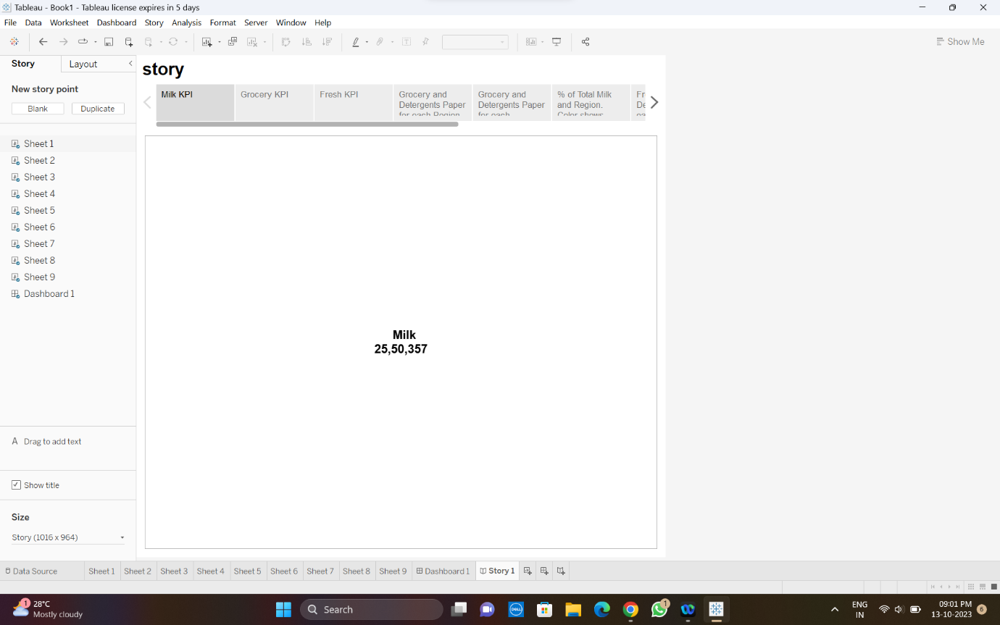 Tableau - Book1 - Tableau license expires in 5 days
File Data Worksheet Dashboard Story Analysis Format Server Window Help
Show Me
Story Layout
New story point
Blank Duplicate
Sheet 1
Sheet 2
Sheet 3
Sheet 4
Sheet 5
Sheet 6
Sheet 7
Sheet 8
Sheet 9
Dashboard 1
A Drag to add text
Show title
Size
Story (1016 x 964)
story
Milk KPI
Grocery KPI
Fresh KPI
Grocery and
Detergents Paper
for each Region
Grocery and
Detergents Paper
for each
% of Total Milk
and Region.
Color shows
Fr
De
Milk
25,50,357
Data Source Sheet 1 Sheet 2 Sheet 3 Sheet 4 Sheet 5 Sheet 6 Sheet 7 Sheet 8 Sheet 9 Dashboard 1 Story 1
1
28°C
Mostly cloudy
Search
DELL
1
ENG
IN
09:01 PM
13-10-2023
6